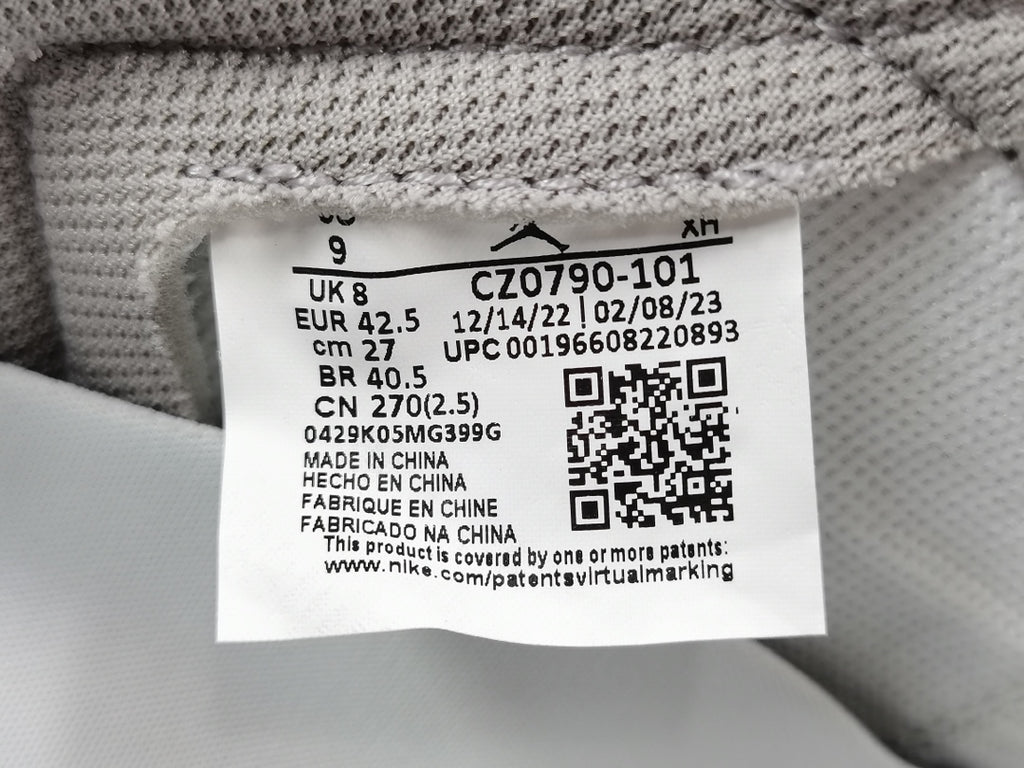 9 XH
UK 8 CZ0790-101
EUR 42.5 12/14/22 | 02/08/23
cm 27 UPC 00196608220893
BR 40.5
CN 270(2.5)
0429K05MG399G
MADE IN CHINA
HECHO EN CHINA
FABRIQUE EN CHINE
FABRICADO NA CHINA
This product is covered by one or more patents:
www.nike.com/patentsvirtualmarking